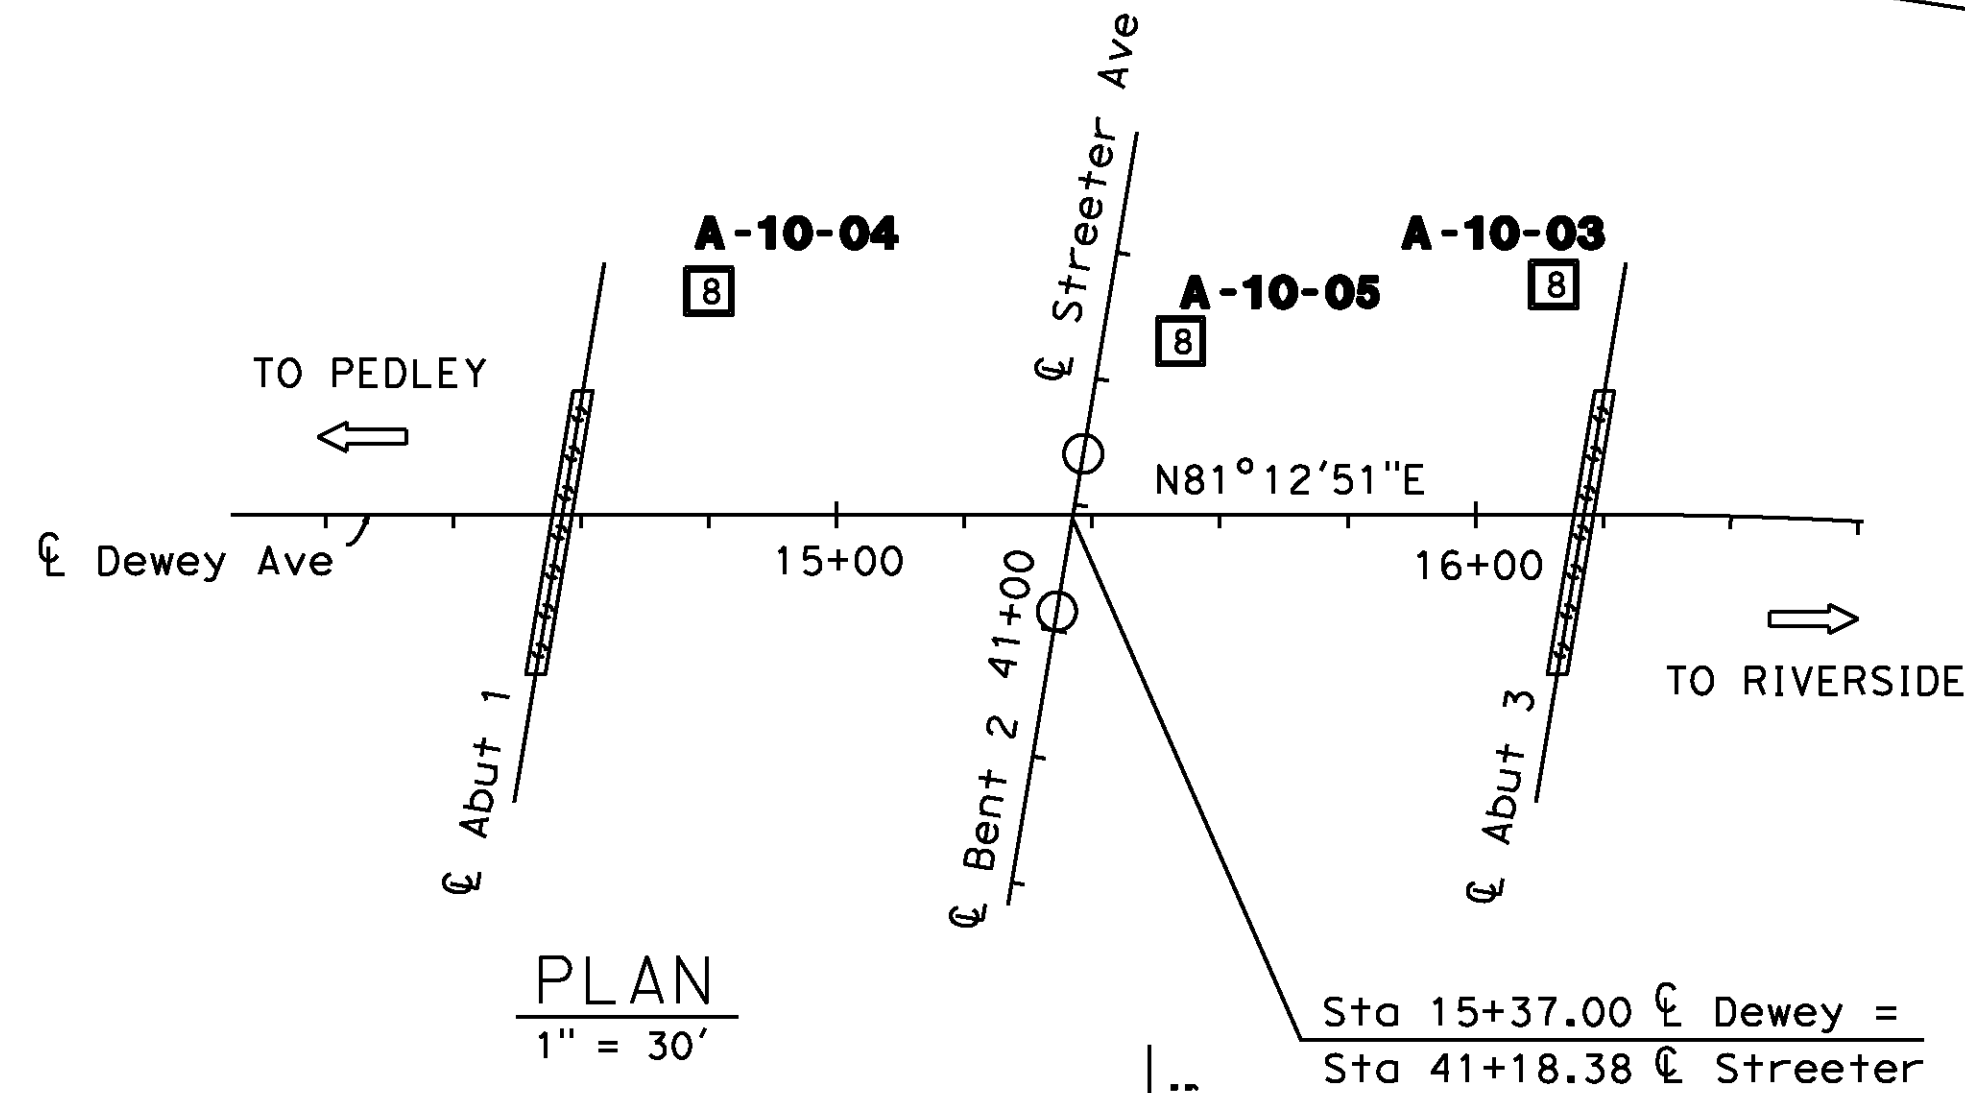 ℄ Streeter Ave
A-10-04
A-10-03
8
8
A-10-05
8
TO PEDLEY
N81°12'51"E
℄ Dewey Ave
15+00
16+00
TO RIVERSIDE
℄ Abut 1
℄ Bent 2 41+00
℄ Abut 3
PLAN
1" = 30'
Sta 15+37.00 ℄ Dewey =
Sta 41+18.38 ℄ Streeter